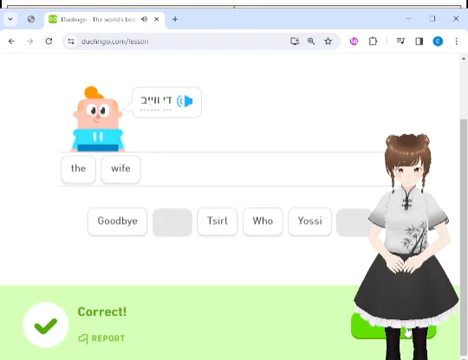 Duolingo - The world's best
duolingo.com/lesson
די ווייב
the wife
Goodbye Tsirl Who Yossi
Correct!
REPORT